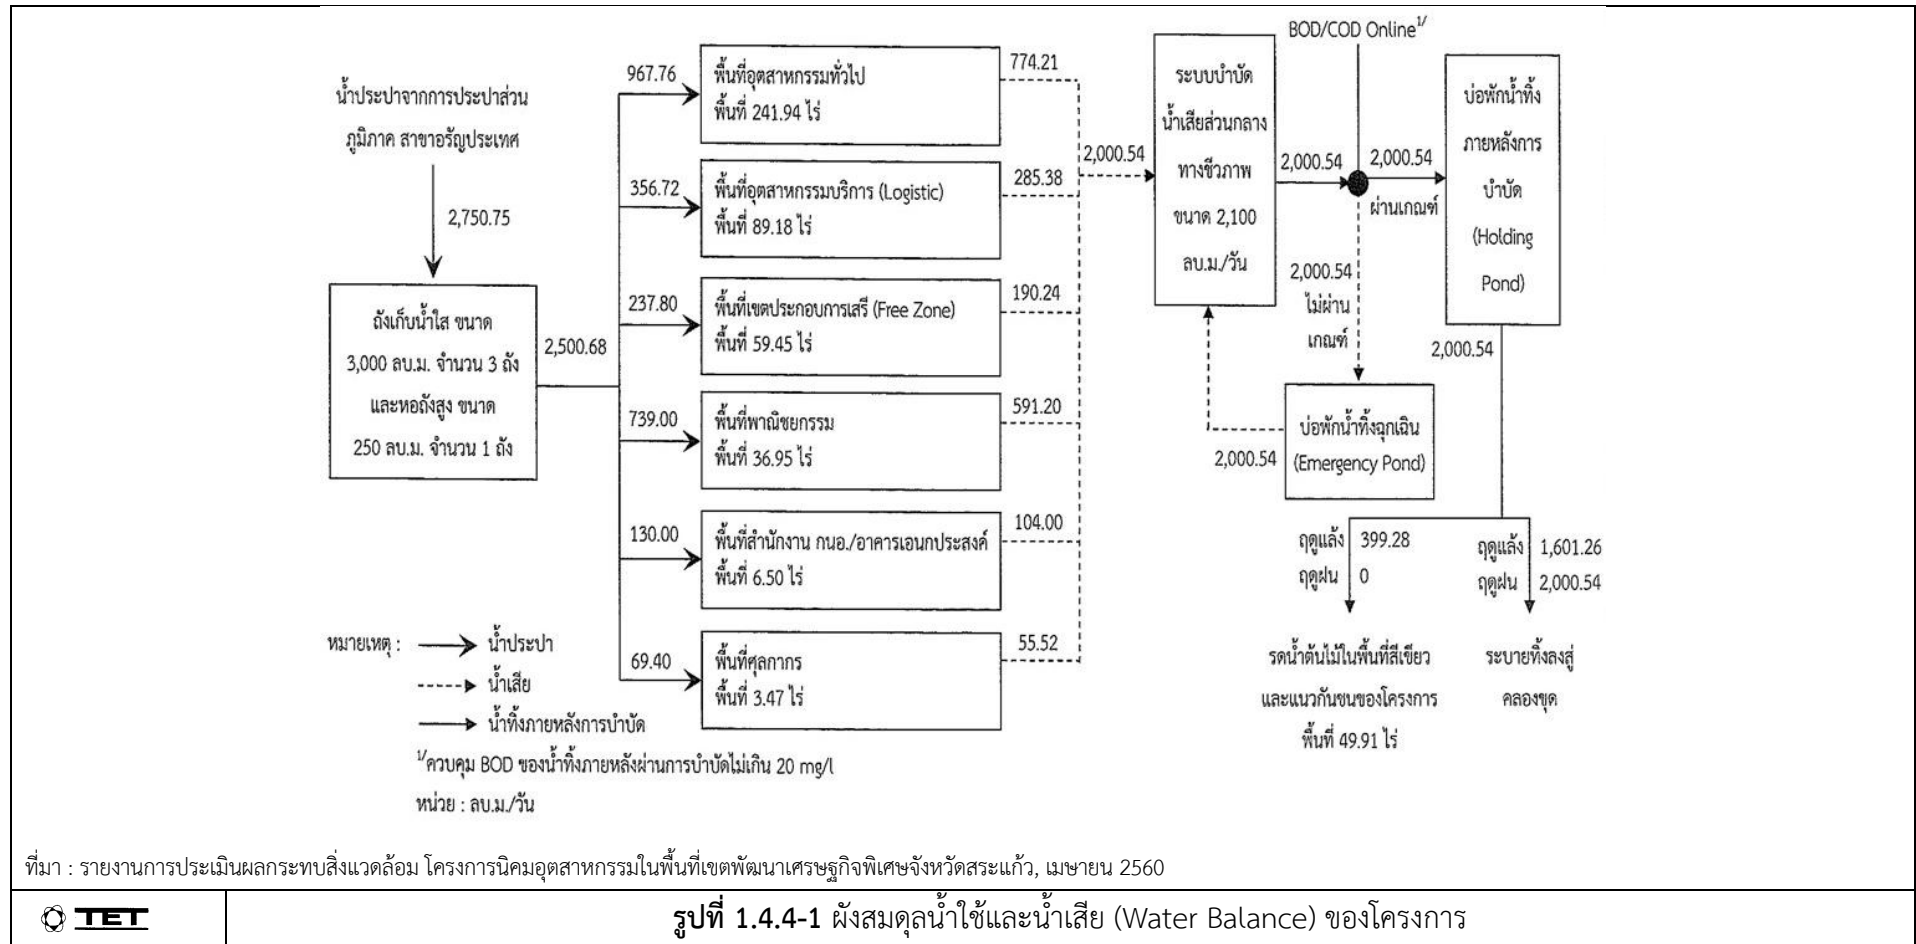 น้ำประปาจากการประปาส่วน
ภูมิภาค สาขาอรัญประเทศ
2,750.75
ถังเก็บน้ำใส ขนาด
3,000 ลบ.ม. จำนวน 3 ถัง
และหอถังสูง ขนาด
250 ลบ.ม. จำนวน 1 ถัง
2,500.68
967.76
พื้นที่อุตสาหกรรมทั่วไป
พื้นที่ 241.94 ไร่
774.21
356.72
พื้นที่อุตสาหกรรมบริการ (Logistic)
พื้นที่ 89.18 ไร่
285.38
237.80
พื้นที่เขตประกอบการเสรี (Free Zone)
พื้นที่ 59.45 ไร่
190.24
739.00
พื้นที่พาณิชยกรรม
พื้นที่ 36.95 ไร่
591.20
130.00
พื้นที่สำนักงาน กนอ./อาคารเอนกประสงค์
พื้นที่ 6.50 ไร่
104.00
69.40
พื้นที่ศุลกากร
พื้นที่ 3.47 ไร่
55.52
2,000.54
ระบบบำบัด
น้ำเสียส่วนกลาง
ทางชีวภาพ
ขนาด 2,100
ลบ.ม./วัน
2,000.54
BOD/COD Online1/
2,000.54
ผ่านเกณฑ์
บ่อพักน้ำทิ้ง
ภายหลังการ
บำบัด
(Holding
Pond)
2,000.54
ไม่ผ่าน
เกณฑ์
บ่อพักน้ำทิ้งฉุกเฉิน
(Emergency Pond)
2,000.54
2,000.54
ฤดูแล้ง 399.28
ฤดูฝน 0
รดน้ำต้นไม้ในพื้นที่สีเขียว
และแนวกันชนของโครงการ
พื้นที่ 49.91 ไร่
ฤดูแล้ง 1,601.26
ฤดูฝน 2,000.54
ระบายทิ้งลงสู่
คลองขุด
หมายเหตุ : น้ำประปา
น้ำเสีย
น้ำทิ้งภายหลังการบำบัด
1/ควบคุม BOD ของน้ำทิ้งภายหลังผ่านการบำบัดไม่เกิน 20 mg/l
หน่วย : ลบ.ม./วัน
ที่มา : รายงานการประเมินผลกระทบสิ่งแวดล้อม โครงการนิคมอุตสาหกรรมในพื้นที่เขตพัฒนาเศรษฐกิจพิเศษจังหวัดสระแก้ว, เมษายน 2560
TET
รูปที่ 1.4.4-1 ผังสมดุลน้ำใช้และน้ำเสีย (Water Balance) ของโครงการ